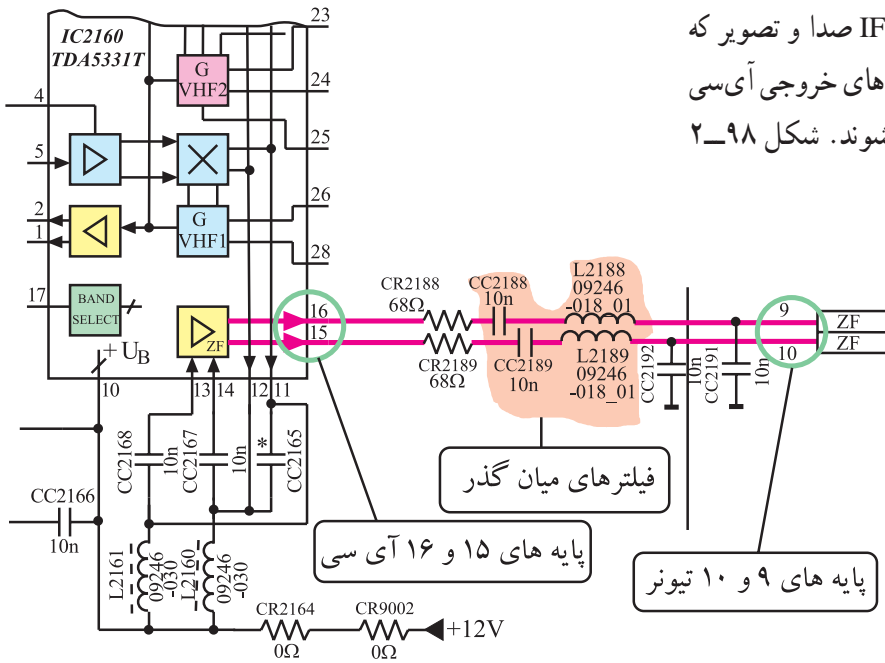 IF صدا و تصویر که
های خروجی آی‌سی
شوند. شکل ۹۸ــ۲
IC2160
TDA5331T
23
G
VHF2
24
4
25
5
26
2
G
VHF1
1
28
17
BAND
SELECT
16
15
ZF
+U_B
10
13
14
12
11
CR2188
68Ω
CC2188
10n
L2188
09246
-018_01
CR2189
68Ω
CC2189
10n
L2189
09246
-018_01
CC2192
10n
CC2191
10n
9
ZF
10
ZF
CC2168
10n
CC2167
10n
*
CC2165
فیلترهای میان گذر
CC2166
10n
پایه های ۱۵ و ۱۶ آی سی
پایه های ۹ و ۱۰ تیونر
L2161
09246
-030
L2160
09246
-030
CR2164
0Ω
CR9002
0Ω
+12V